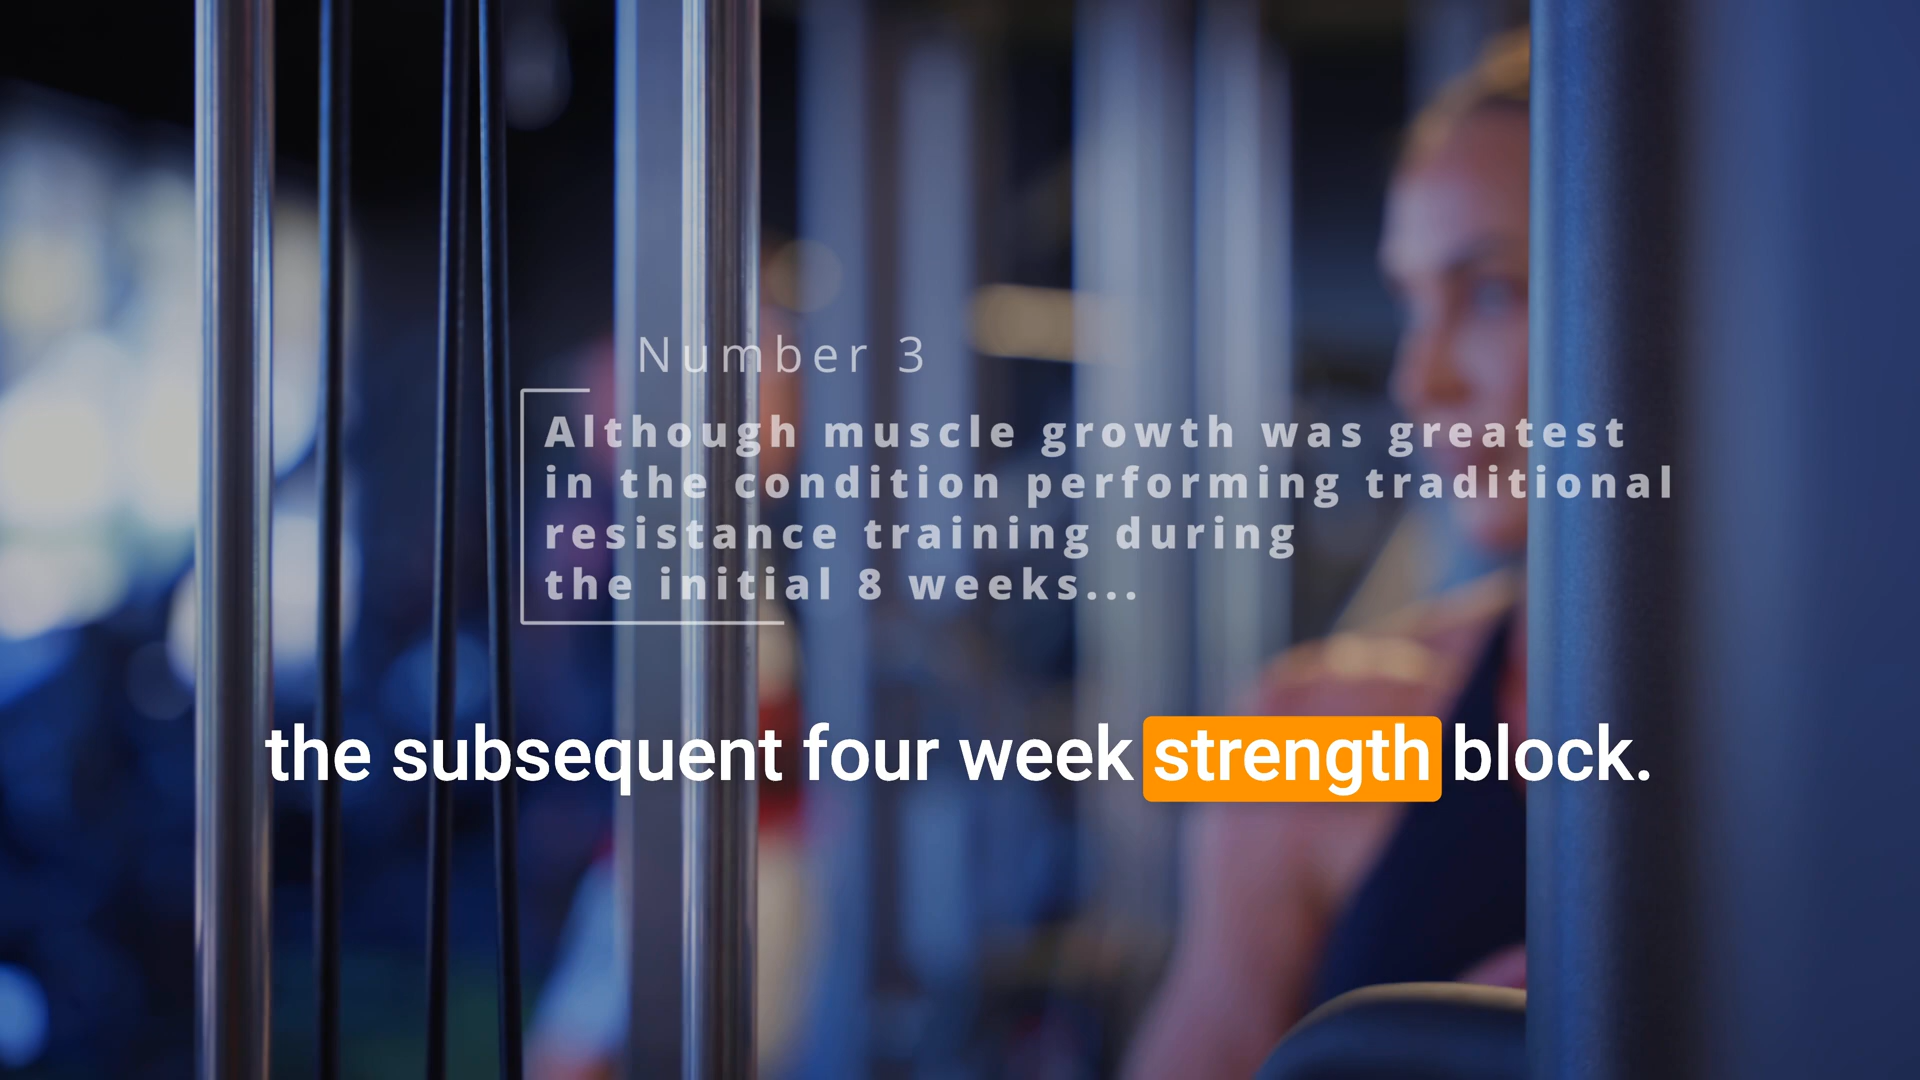 Number 3
Although muscle growth was greatest
in the condition performing traditional
resistance training during
the initial 8 weeks...
the subsequent four week strength block.